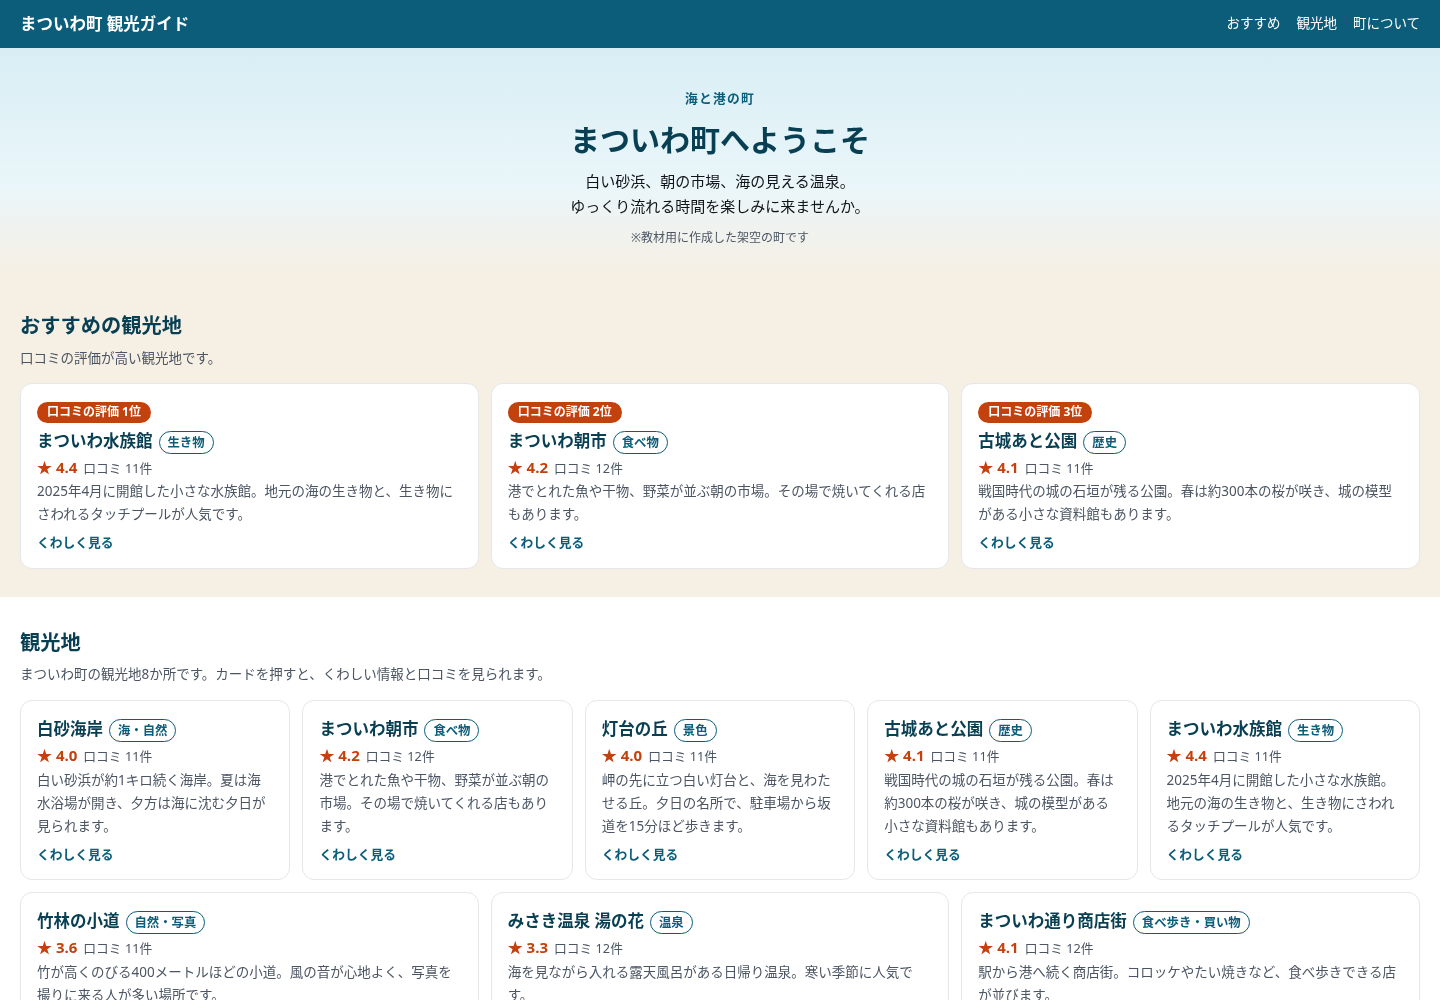 まついわ町 観光ガイド
おすすめ 観光地 町について
海と港の町
まついわ町へようこそ
白い砂浜、朝の市場、海の見える温泉。
ゆっくり流れる時間を楽しみに来ませんか。
※教材用に作成した架空の町です
おすすめの観光地
口コミの評価が高い観光地です。
口コミの評価 1位
まついわ水族館 生き物
★ 4.4 口コミ 11件
2025年4月に開館した小さな水族館。地元の海の生き物と、生き物に
さわれるタッチプールが人気です。
くわしく見る
口コミの評価 2位
まついわ朝市 食べ物
★ 4.2 口コミ 12件
港でとれた魚や干物、野菜が並ぶ朝の市場。その場で焼いてくれる店
もあります。
くわしく見る
口コミの評価 3位
古城あと公園 歴史
★ 4.1 口コミ 11件
戦国時代の城の石垣が残る公園。春は約300本の桜が咲き、城の模型
がある小さな資料館もあります。
くわしく見る
観光地
まついわ町の観光地8か所です。カードを押すと、くわしい情報と口コミを見られます。
白砂海岸 海・自然
★ 4.0 口コミ 11件
白い砂浜が約1キロ続く海岸。夏は海
水浴場が開き、夕方は海に沈む夕日が
見られます。
くわしく見る
まついわ朝市 食べ物
★ 4.2 口コミ 12件
港でとれた魚や干物、野菜が並ぶ朝の
市場。その場で焼いてくれる店もあり
ます。
くわしく見る
灯台の丘 景色
★ 4.0 口コミ 11件
岬の先に立つ白い灯台と、海を見わた
せる丘。夕日の名所で、駐車場から坂
道を15分ほど歩きます。
くわしく見る
古城あと公園 歴史
★ 4.1 口コミ 11件
戦国時代の城の石垣が残る公園。春は
約300本の桜が咲き、城の模型がある
小さな資料館もあります。
くわしく見る
まついわ水族館 生き物
★ 4.4 口コミ 11件
2025年4月に開館した小さな水族館。
地元の海の生き物と、生き物にさわれ
るタッチプールが人気です。
くわしく見る
竹林の小道 自然・写真
★ 3.6 口コミ 11件
竹が高くのびる400メートルほどの小道。風の音が心地よく、写真を
撮りに来る人が多い場所です。
みさき温泉 湯の花 温泉
★ 3.3 口コミ 12件
海を見ながら入れる露天風呂がある日帰り温泉。寒い季節に人気で
す。
まついわ通り商店街 食べ歩き・買い物
★ 4.1 口コミ 12件
駅から港へ続く商店街。コロッケやたい焼きなど、食べ歩きできる店
が並びます。